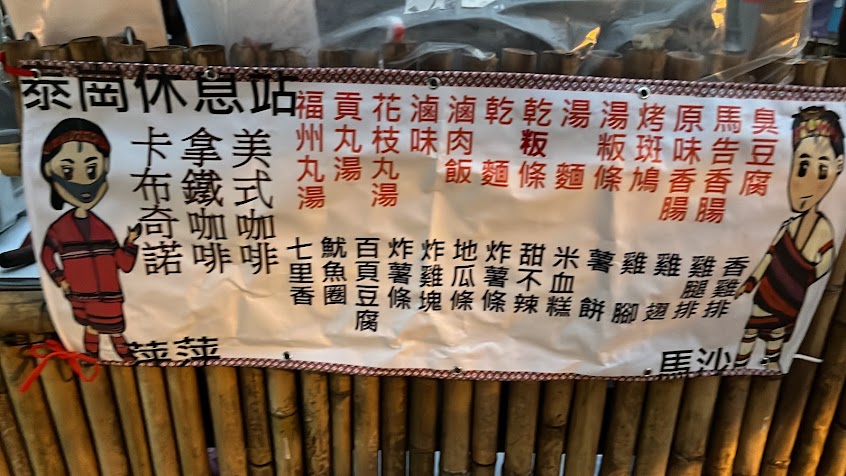 泰岡休息站
臭豆腐
馬告香腸
原味香腸
烤斑鳩
湯粄條
湯麵
乾粄條
乾麵
滷肉飯
滷味
花枝丸湯
貢丸湯
福州丸湯
美式咖啡
拿鐵咖啡
卡布奇諾
香雞排
雞腿排
雞翅
雞腳
薯餅
米血糕
甜不辣
炸薯條
地瓜條
炸雞塊
炸薯條
百頁豆腐
魷魚圈
七里香
萍萍
馬沙